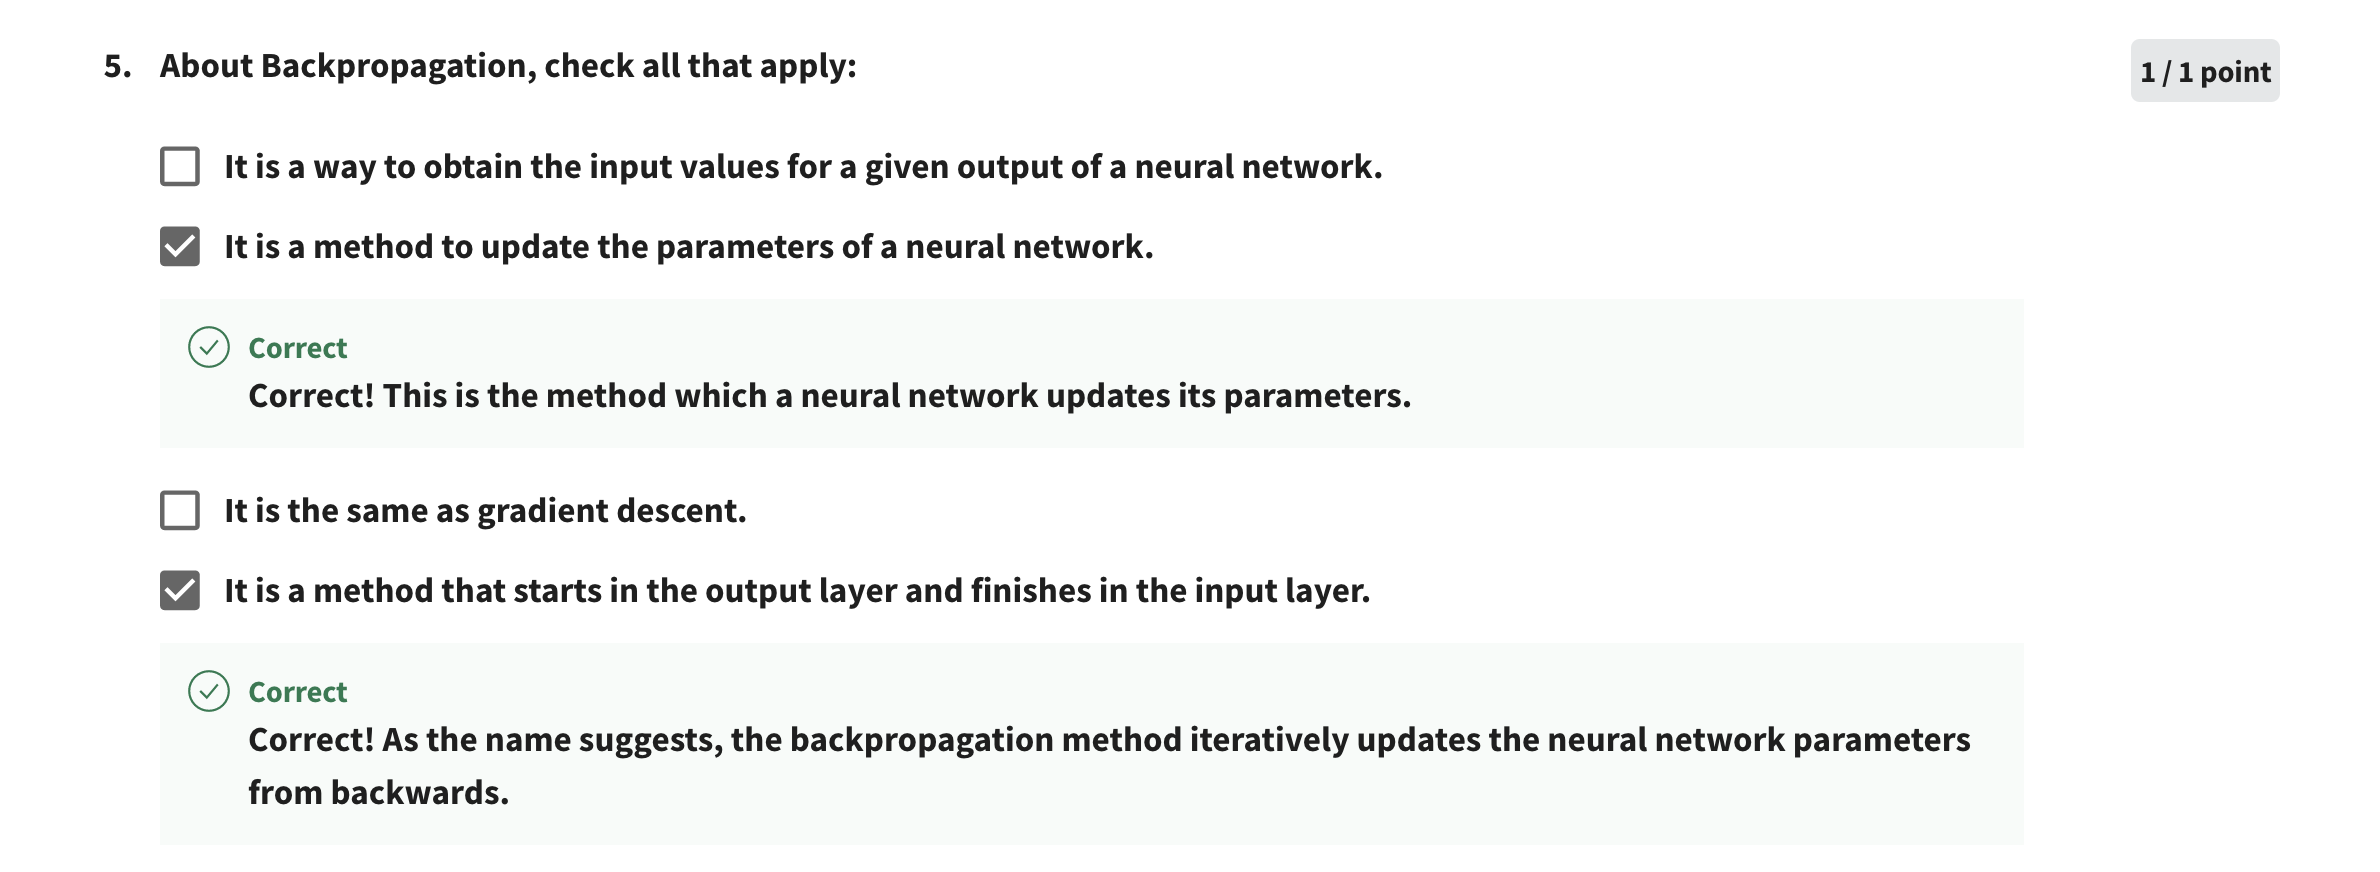 5. About Backpropagation, check all that apply:
1 / 1 point
It is a way to obtain the input values for a given output of a neural network.
It is a method to update the parameters of a neural network.
Correct
Correct! This is the method which a neural network updates its parameters.
It is the same as gradient descent.
It is a method that starts in the output layer and finishes in the input layer.
Correct
Correct! As the name suggests, the backpropagation method iteratively updates the neural network parameters
from backwards.